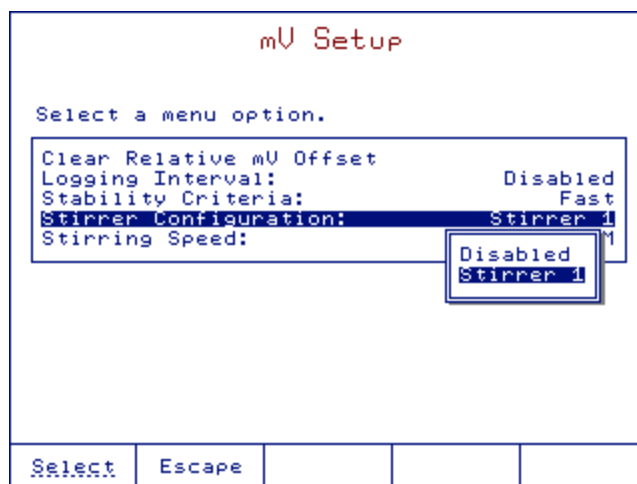 mV Setup
Select a menu option.
Clear Relative mV Offset
Logging Interval: Disabled
Stability Criteria: Fast
Stirrer Configuration: Stirrer 1
Stirring Speed: M
Disabled
Stirrer 1
Select Escape